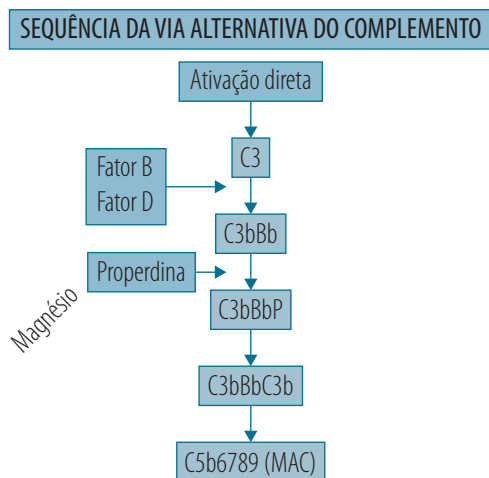 SEQUÊNCIA DA VIA ALTERNATIVA DO COMPLEMENTO
Ativação direta
C3
Fator B
Fator D
C3bBb
Properdina
Magnésio
C3bBbP
C3bBbC3b
C5b6789 (MAC)